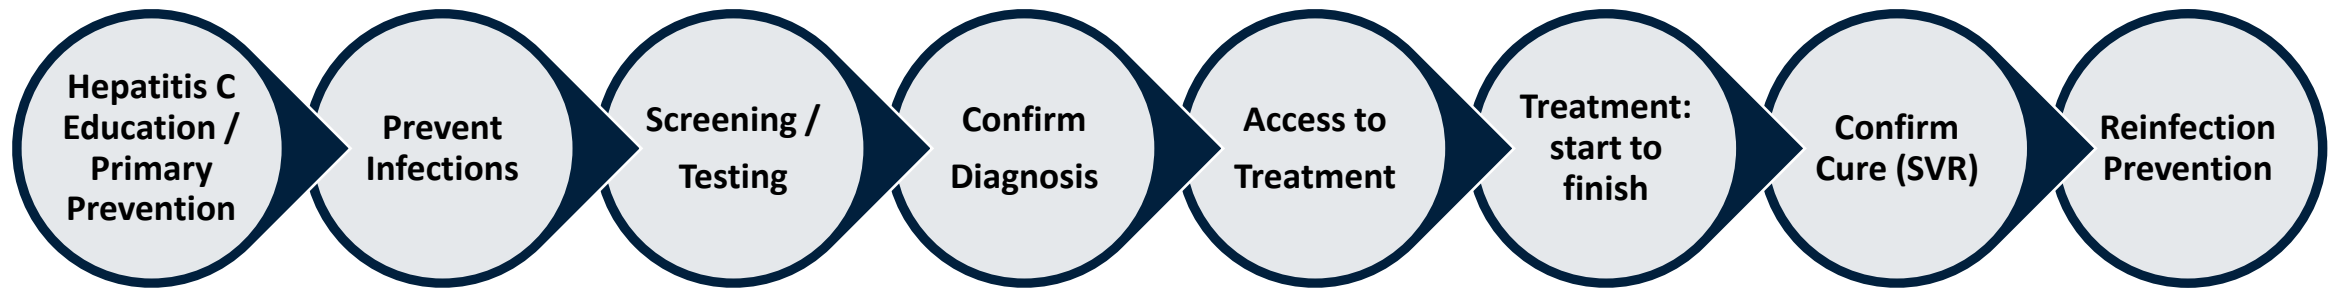 Hepatitis C
Education /
Primary
Prevention
Prevent
Infections
Screening /
Testing
Confirm
Diagnosis
Access to
Treatment
Treatment:
start to
finish
Confirm
Cure (SVR)
Reinfection
Prevention